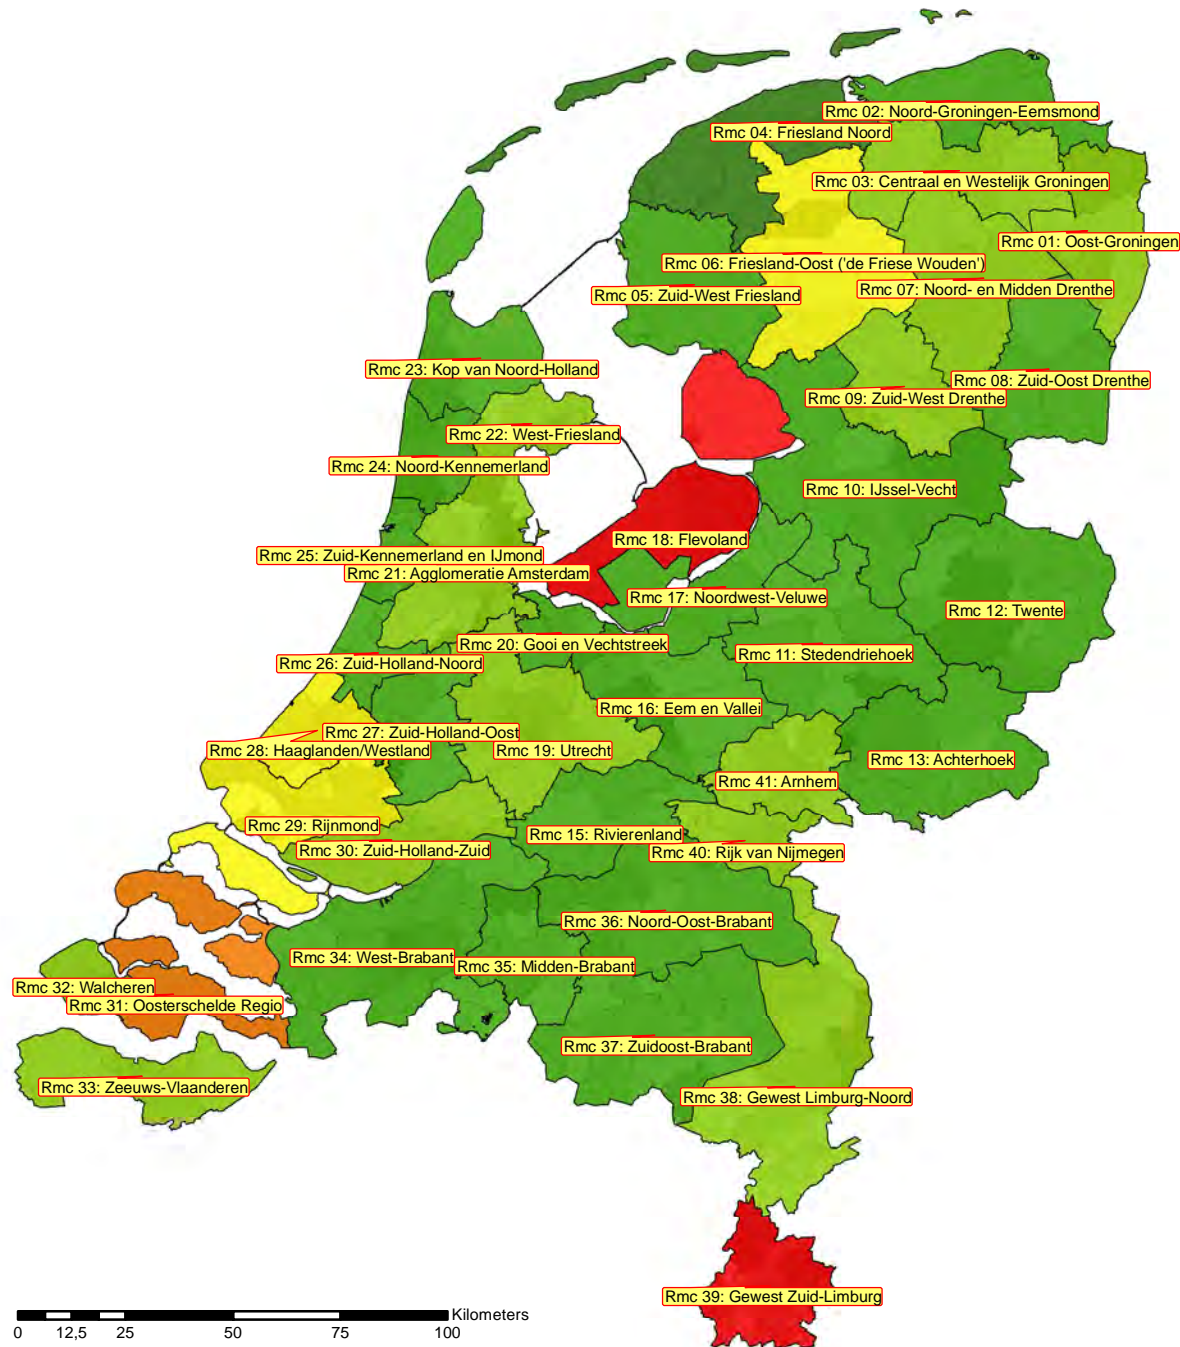 Rmc 02: Noord-Groningen-Eemsmond
Rmc 04: Friesland Noord
Rmc 03: Centraal en Westelijk Groningen
Rmc 01: Oost-Groningen
Rmc 06: Friesland-Oost ('de Friese Wouden')
Rmc 07: Noord- en Midden Drenthe
Rmc 05: Zuid-West Friesland
Rmc 23: Kop van Noord-Holland
Rmc 08: Zuid-Oost Drenthe
Rmc 09: Zuid-West Drenthe
Rmc 22: West-Friesland
Rmc 24: Noord-Kennemerland
Rmc 10: IJssel-Vecht
Rmc 18: Flevoland
Rmc 25: Zuid-Kennemerland en IJmond
Rmc 21: Agglomeratie Amsterdam
Rmc 17: Noordwest-Veluwe
Rmc 12: Twente
Rmc 20: Gooi en Vechtstreek
Rmc 11: Stedendriehoek
Rmc 26: Zuid-Holland-Noord
Rmc 16: Eem en Vallei
Rmc 27: Zuid-Holland-Oost
Rmc 28: Haaglanden/Westland
Rmc 19: Utrecht
Rmc 13: Achterhoek
Rmc 41: Arnhem
Rmc 29: Rijnmond
Rmc 15: Rivierenland
Rmc 30: Zuid-Holland-Zuid
Rmc 40: Rijk van Nijmegen
Rmc 36: Noord-Oost-Brabant
Rmc 34: West-Brabant
Rmc 35: Midden-Brabant
Rmc 32: Walcheren
Rmc 31: Oosterschelde Regio
Rmc 37: Zuidoost-Brabant
Rmc 33: Zeeuws-Vlaanderen
Rmc 38: Gewest Limburg-Noord
Rmc 39: Gewest Zuid-Limburg
Kilometers
0 12,5 25 50 75 100